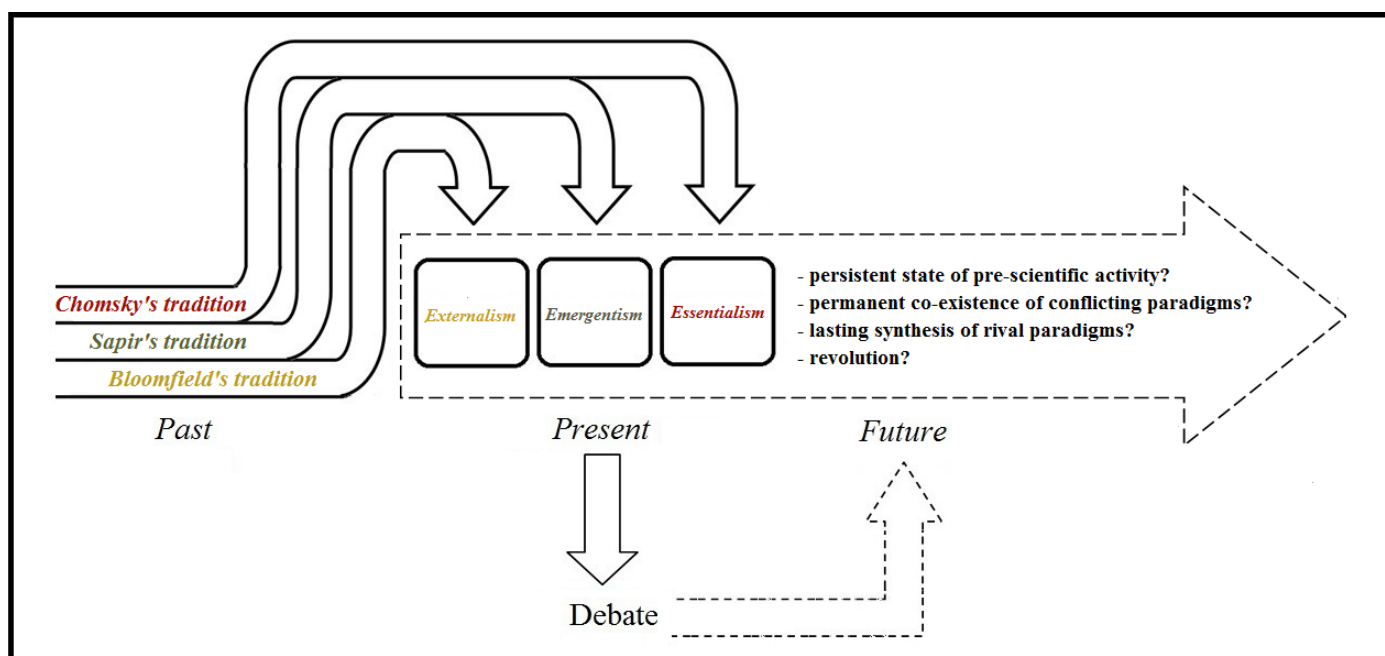 Chomsky's tradition
Sapir's tradition
Bloomfield's tradition
Externalism
Emergentism
Essentialism
- persistent state of pre-scientific activity?
- permanent co-existence of conflicting paradigms?
- lasting synthesis of rival paradigms?
- revolution?
Past
Present
Future
Debate